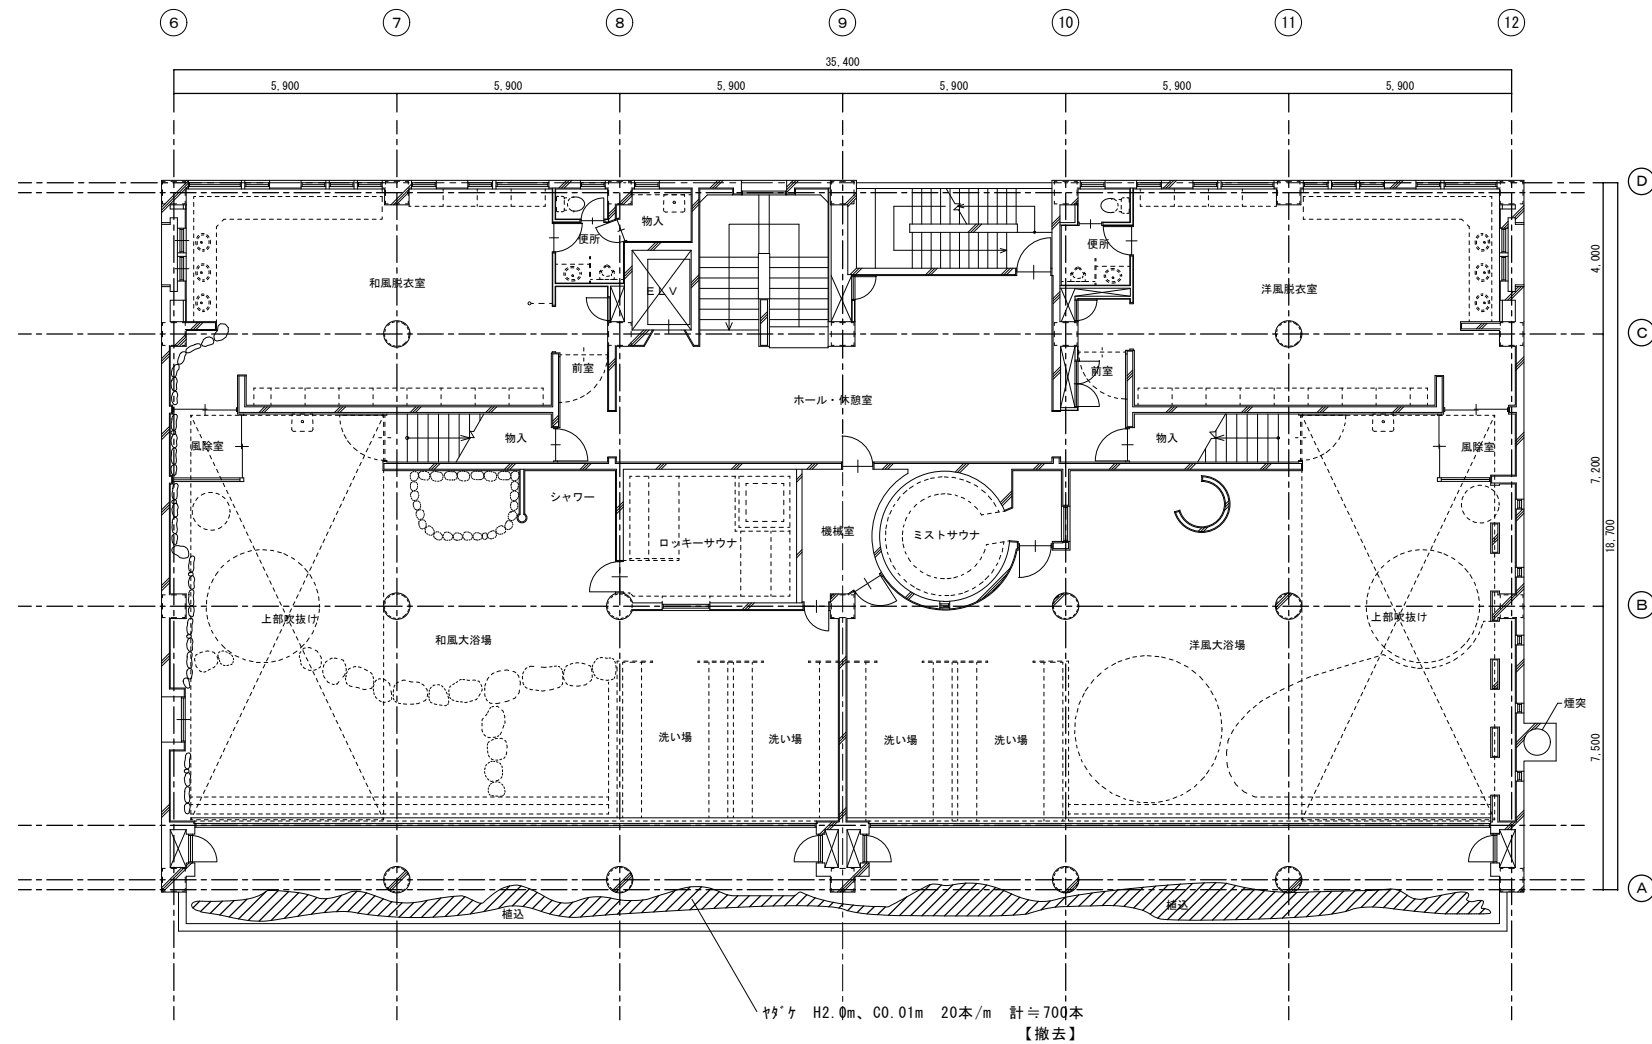 6 7 8 9 10 11 12
35,400
5,900 5,900 5,900 5,900 5,900 5,900
D
物入
便所
便所
4,000
和風脱衣室
ELV
洋風脱衣室
C
前室
前室
ホール・休憩室
風除室
物入
物入
風除室
7,200
シャワー
ロッキーサウナ
機械室
ミストサウナ
18,700
B
上部吹抜け
和風大浴場
洋風大浴場
上部吹抜け
煙突
洗い場
洗い場
洗い場
洗い場
7,500
A
植込
植込
ﾔﾀﾞｹ H2.0m、C0.01m 20本/m 計≒700本
【撤去】